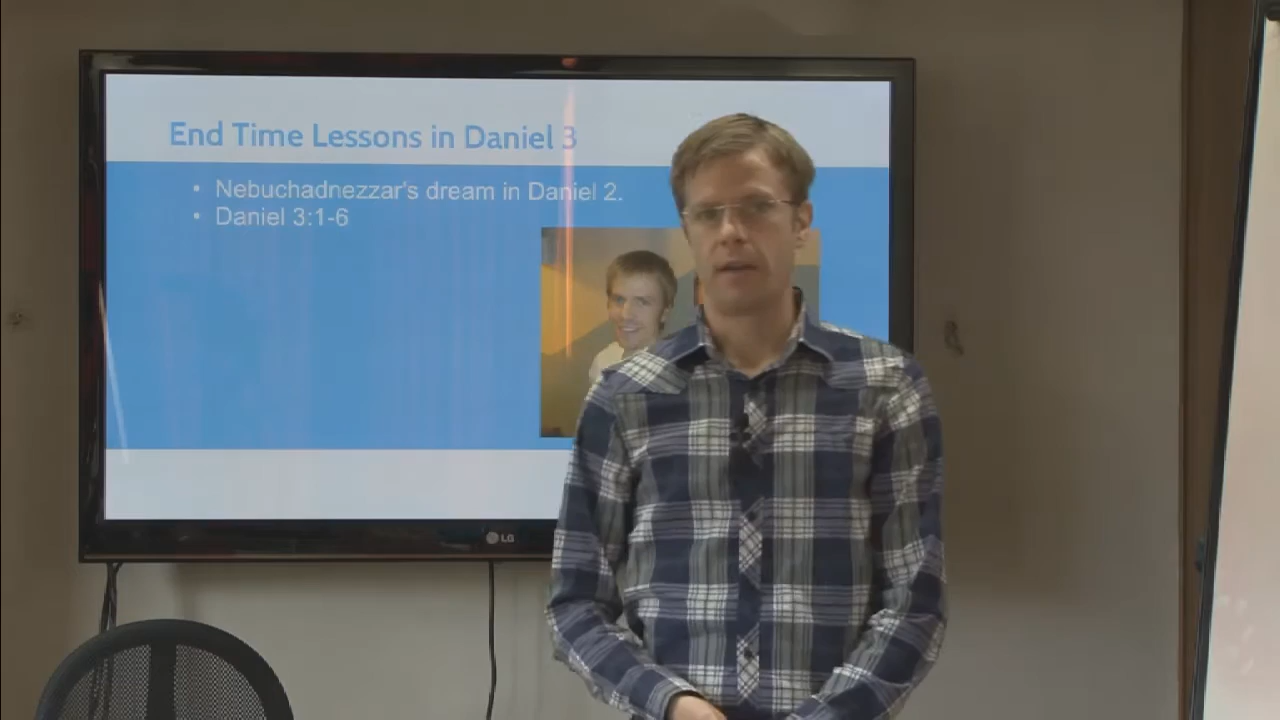 End Time Lessons in Daniel 3
• Nebuchadnezzar's dream in Daniel 2.
• Daniel 3:1-6
LG